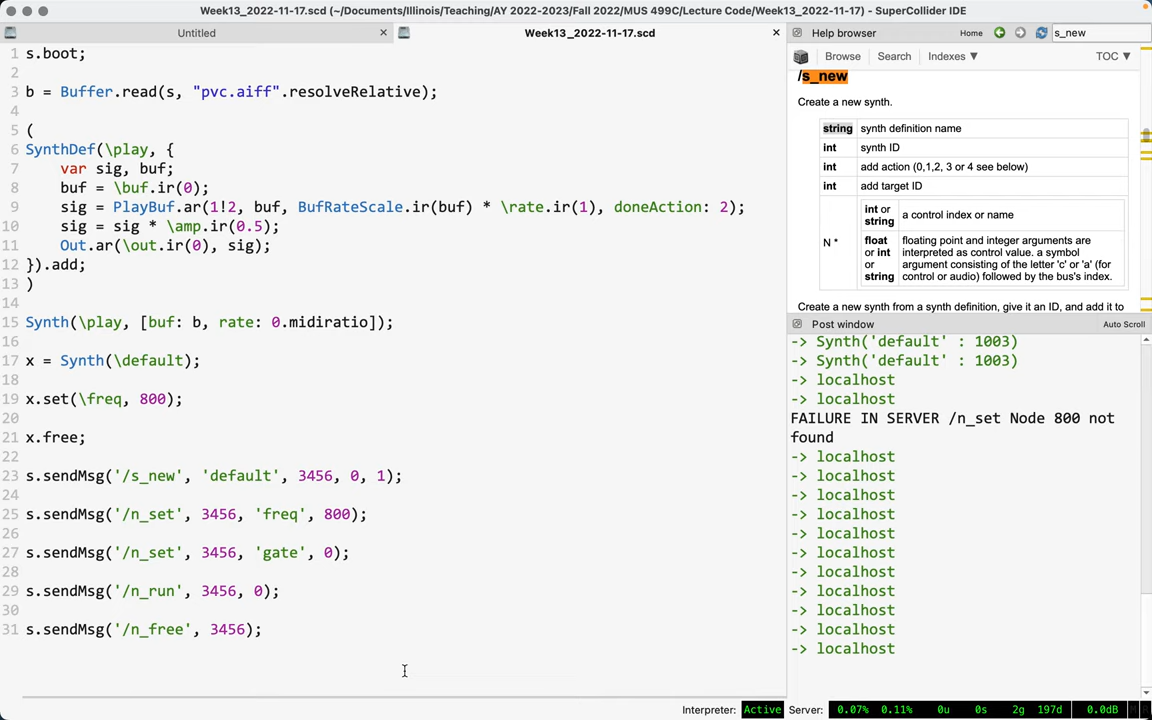 Week13_2022-11-17.scd (~/Documents/Illinois/Teaching/AY 2022-2023/Fall 2022/MUS 499C/Lecture Code/Week13_2022-11-17) - SuperCollider IDE
Untitled
Week13_2022-11-17.scd
1 s.boot;
2
3 b = Buffer.read(s, "pvc.aiff".resolveRelative);
4
5 (
6 SynthDef(\play, {
7 var sig, buf;
8 buf = \buf.ir(0);
9 sig = PlayBuf.ar(1!2, buf, BufRateScale.ir(buf) * \rate.ir(1), doneAction: 2);
10 sig = sig * \amp.ir(0.5);
11 Out.ar(\out.ir(0), sig);
12 }).add;
13 )
14
15 Synth(\play, [buf: b, rate: 0.midiratio]);
16
17 x = Synth(\default);
18
19 x.set(\freq, 800);
20
21 x.free;
22
23 s.sendMsg('/s_new', 'default', 3456, 0, 1);
24
25 s.sendMsg('/n_set', 3456, 'freq', 800);
26
27 s.sendMsg('/n_set', 3456, 'gate', 0);
28
29 s.sendMsg('/n_run', 3456, 0);
30
31 s.sendMsg('/n_free', 3456);
Help browser Home s_new
Browse Search Indexes ▼ TOC ▼
/s_new
Create a new synth.
string synth definition name
int synth ID
int add action (0,1,2, 3 or 4 see below)
int add target ID
N *
int or string a control index or name
float or int or string floating point and integer arguments are
interpreted as control value. a symbol
argument consisting of the letter 'c' or 'a' (for
control or audio) followed by the bus's index.
Create a new synth from a synth definition, give it an ID, and add it to
Post window Auto Scroll
-> Synth('default' : 1003)
-> Synth('default' : 1003)
-> localhost
-> localhost
FAILURE IN SERVER /n_set Node 800 not
found
-> localhost
-> localhost
-> localhost
-> localhost
-> localhost
-> localhost
-> localhost
-> localhost
-> localhost
-> localhost
-> localhost
Interpreter: Active Server: 0.07% 0.11% 0u 0s 2g 197d 0.0dB